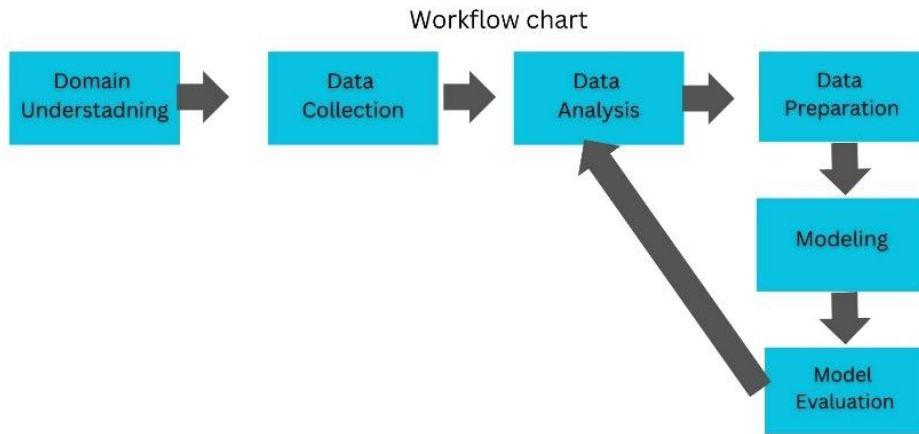 Workflow chart
Domain
Understadning
Data
Collection
Data
Analysis
Data
Preparation
Modeling
Model
Evaluation